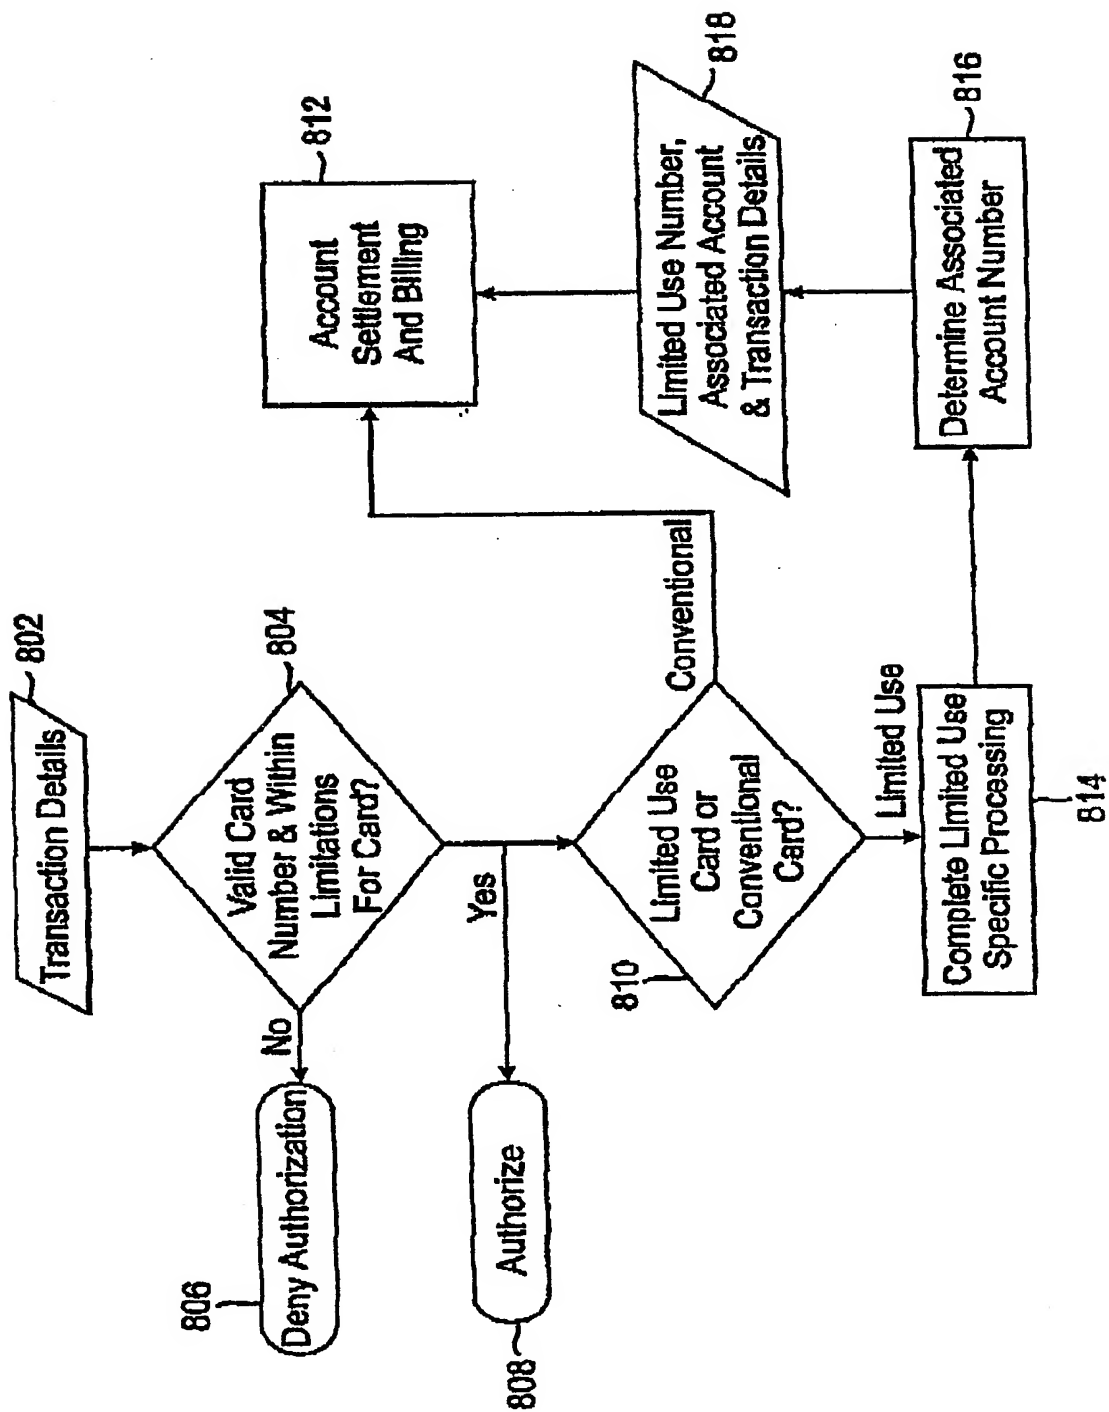 802
Transaction Details
804
Valid Card
Number & Within
Limitations
For Card?
No
806
Deny Authorization
Yes
808
Authorize
810
Limited Use
Card or
Conventional
Card?
Conventional
812
Account
Settlement
And Billing
Limited Use
Complete Limited Use
Specific Processing
814
Determine Associated
Account Number
816
Limited Use Number,
Associated Account
& Transaction Details
818